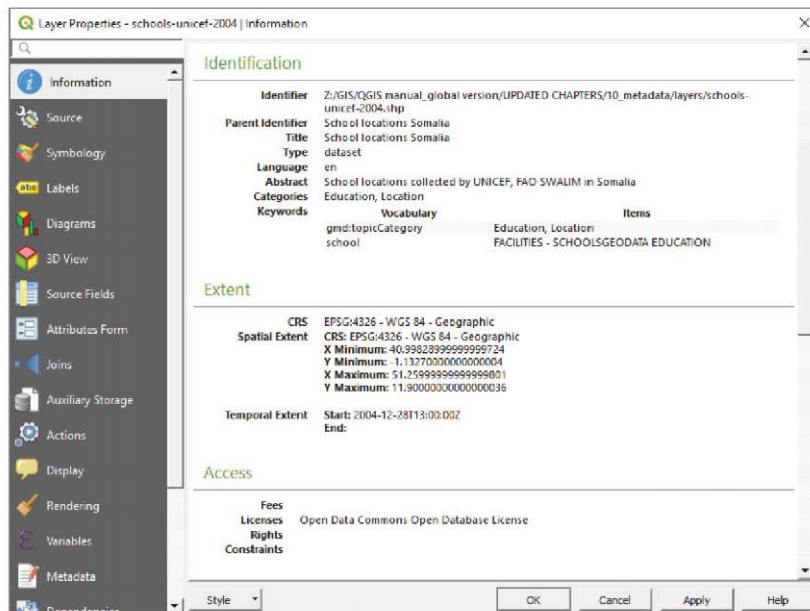 Layer Properties - schools-unicef-2004 | Information
Information
Source
Symbology
abc Labels
Diagrams
3D View
Source Fields
Attributes Form
Joins
Auxiliary Storage
Actions
Display
Rendering
Variables
Metadata
Dependencies
Identification
Identifier Z:/GIS/QGIS manual_global version/UPDATED CHAPTERS/10_metadata/layers/schools-
unicef-2004.shp
Parent Identifier School locations Somalia
Title School locations Somalia
Type dataset
Language en
Abstract School locations collected by UNICEF, FAO SWALIM in Somalia
Categories Education, Location
Keywords Vocabulary Items
gmd:topicCategory Education, Location
school FACILITIES - SCHOOLSGEODATA EDUCATION
Extent
CRS EPSG:4326 - WGS 84 - Geographic
Spatial Extent CRS: EPSG:4326 - WGS 84 - Geographic
X Minimum: 40.99828999999999724
Y Minimum: -1.13270000000000004
X Maximum: 51.25999999999999801
Y Maximum: 11.90000000000000036
Temporal Extent Start: 2004-12-28T13:00:00Z
End:
Access
Fees
Licenses Open Data Commons Open Database License
Rights
Constraints
Style OK Cancel Apply Help